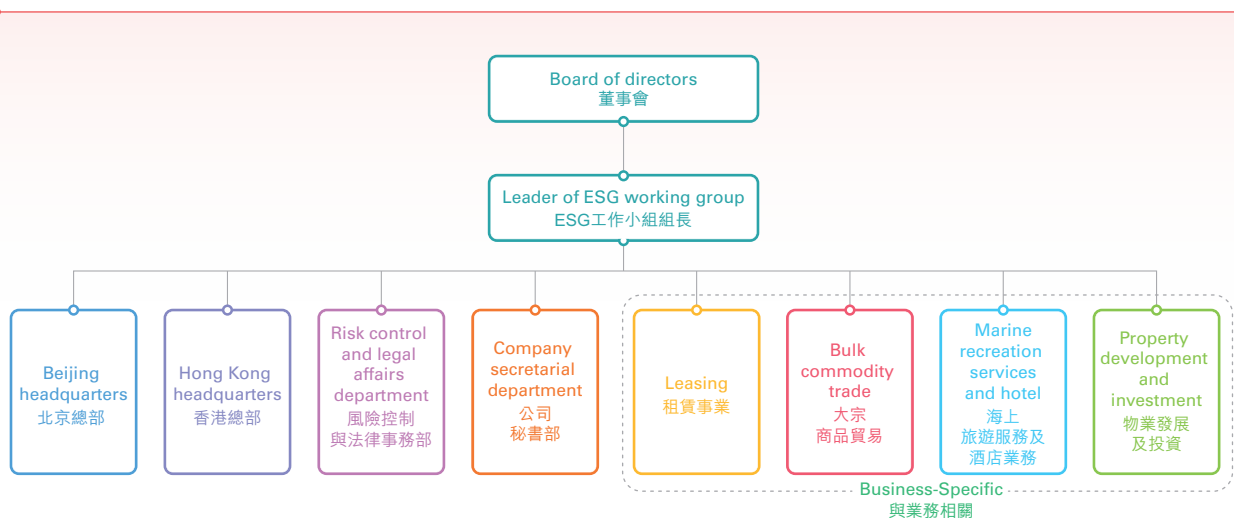 Board of directors
董事會
Leader of ESG working group
ESG工作小組組長
Beijing
headquarters
北京總部
Hong Kong
headquarters
香港總部
Risk control
and legal
affairs
department
風險控制
與法律事務部
Company
secretarial
department
公司
秘書部
Leasing
租賃事業
Bulk
commodity
trade
大宗
商品貿易
Marine
recreation
services
and hotel
海上
旅遊服務及
酒店業務
Property
development
and
investment
物業發展
及投資
Business-Specific
與業務相關